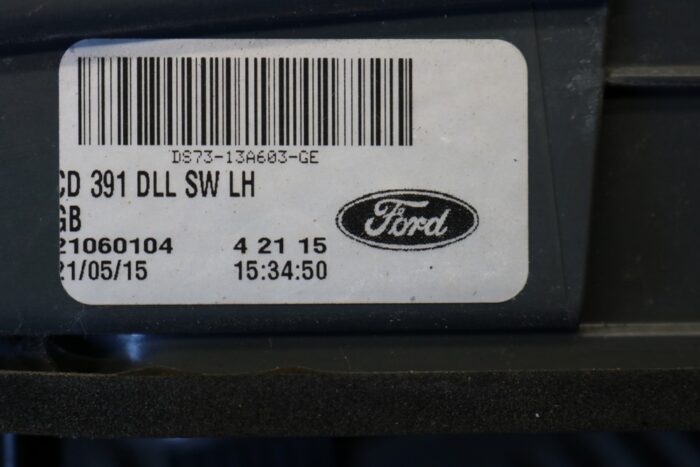 DS73-13A603-GE
CD 391 DLL SW LH
GB
21060104 4 21 15
21/05/15 15:34:50
Ford